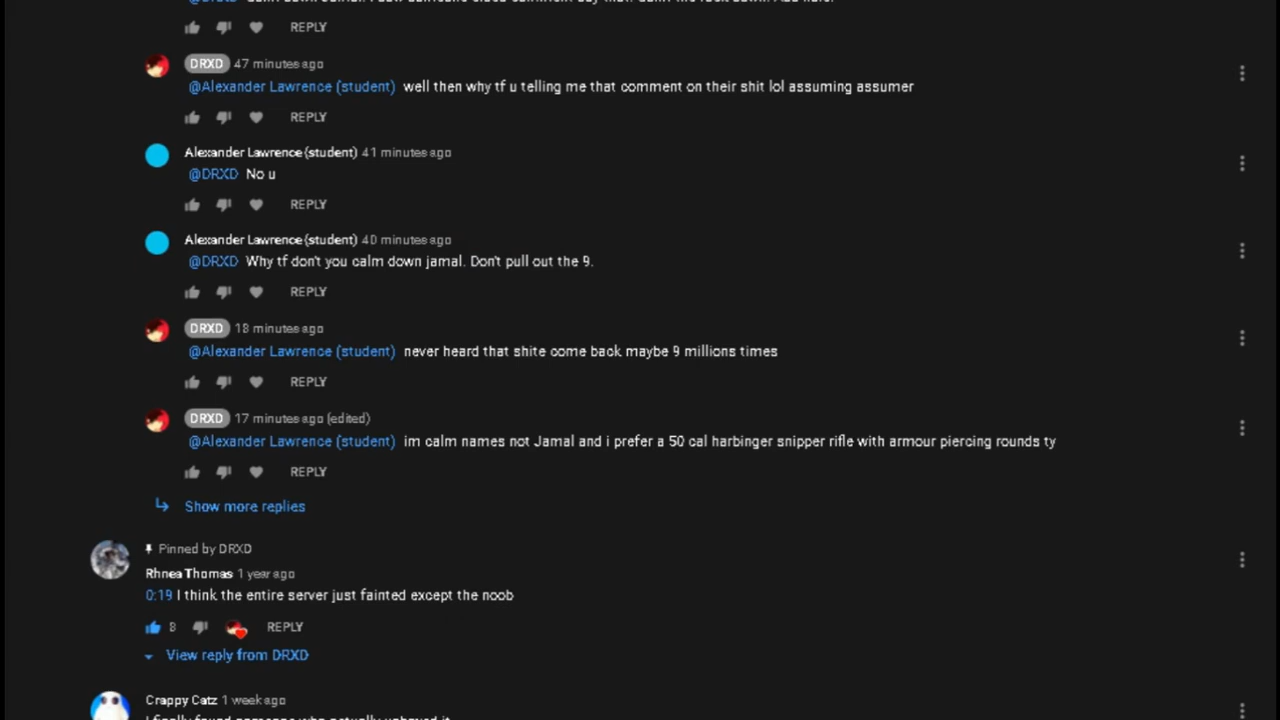 REPLY
DRXD 47 minutes ago
@Alexander Lawrence (student) well then why tf u telling me that comment on their shit lol assuming assumer
REPLY
Alexander Lawrence (student) 41 minutes ago
@DRXD No u
REPLY
Alexander Lawrence (student) 40 minutes ago
@DRXD Why tf don't you calm down jamal. Don't pull out the 9.
REPLY
DRXD 18 minutes ago
@Alexander Lawrence (student) never heard that shite come back maybe 9 millions times
REPLY
DRXD 17 minutes ago (edited)
@Alexander Lawrence (student) im calm names not Jamal and i prefer a 50 cal harbinger snipper rifle with armour piercing rounds ty
REPLY
Show more replies
Pinned by DRXD
Rhnea Thomas 1 year ago
0:19 I think the entire server just fainted except the noob
8 REPLY
View reply from DRXD
Crappy Catz 1 week ago
I finally found someone who actually